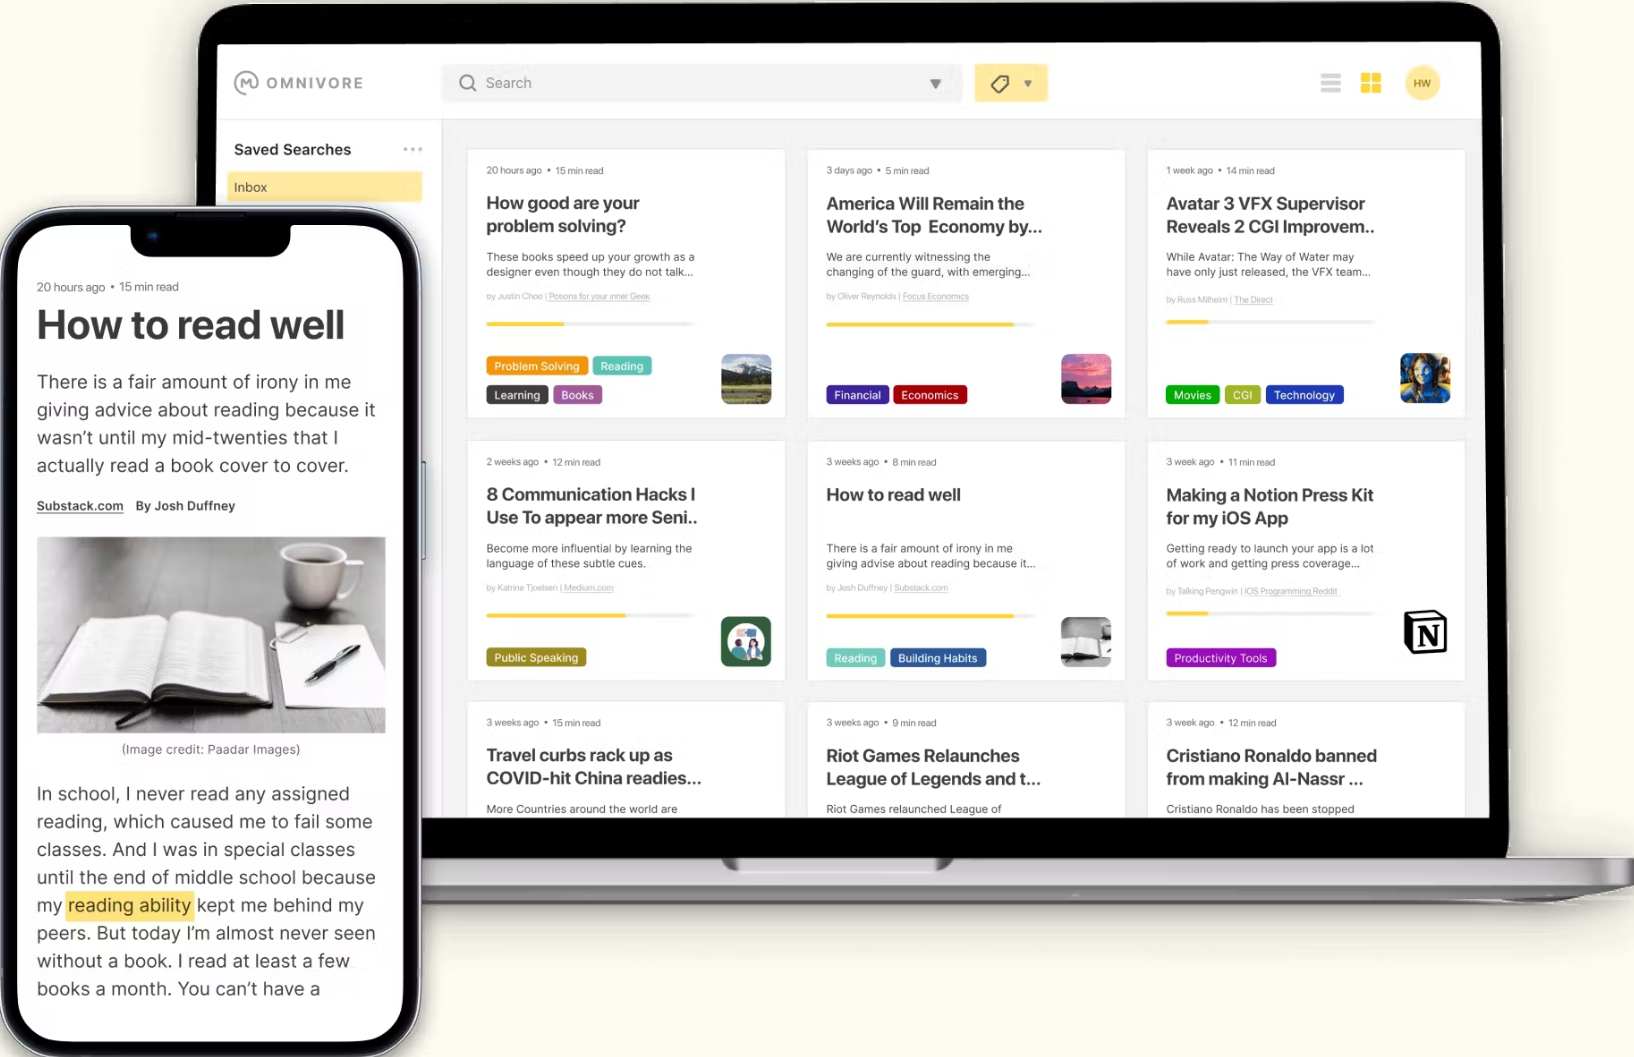 OMNIVORE
Search
HW
Saved Searches
Inbox
20 hours ago • 15 min read
How good are your
problem solving?
These books speed up your growth as a
designer even though they do not talk...
by Justin Choo | Potions for your inner Geek
Problem Solving
Reading
Learning
Books
3 days ago • 5 min read
America Will Remain the
World's Top Economy by...
We are currently witnessing the
changing of the guard, with emerging...
by Oliver Reynolds | Focus Economics
Financial
Economics
1 week ago • 14 min read
Avatar 3 VFX Supervisor
Reveals 2 CGI Improvem..
While Avatar: The Way of Water may
have only just released, the VFX team...
by Russ Milheim | The Direct
Movies
CGI
Technology
2 weeks ago • 12 min read
8 Communication Hacks I
Use To appear more Seni..
Become more influential by learning the
language of these subtle cues.
by Katrine Tjoelsen | Medium.com
Public Speaking
3 weeks ago • 8 min read
How to read well
There is a fair amount of irony in me
giving advise about reading because it...
by Josh Duffney | Substack.com
Reading
Building Habits
3 week ago • 11 min read
Making a Notion Press Kit
for my iOS App
Getting ready to launch your app is a lot
of work and getting press coverage...
by Talking Pengwin | IOS Programming Reddit
N
Productivity Tools
3 weeks ago • 15 min read
Travel curbs rack up as
COVID-hit China readies...
More Countries around the world are
3 weeks ago • 9 min read
Riot Games Relaunches
League of Legends and t...
Riot Games relaunched League of
3 week ago • 12 min read
Cristiano Ronaldo banned
from making Al-Nassr ...
Cristiano Ronaldo has been stopped
20 hours ago • 15 min read
How to read well
There is a fair amount of irony in me
giving advice about reading because it
wasn't until my mid-twenties that I
actually read a book cover to cover.
Substack.com By Josh Duffney
(Image credit: Paadar Images)
In school, I never read any assigned
reading, which caused me to fail some
classes. And I was in special classes
until the end of middle school because
my reading ability kept me behind my
peers. But today I'm almost never seen
without a book. I read at least a few
books a month. You can't have a